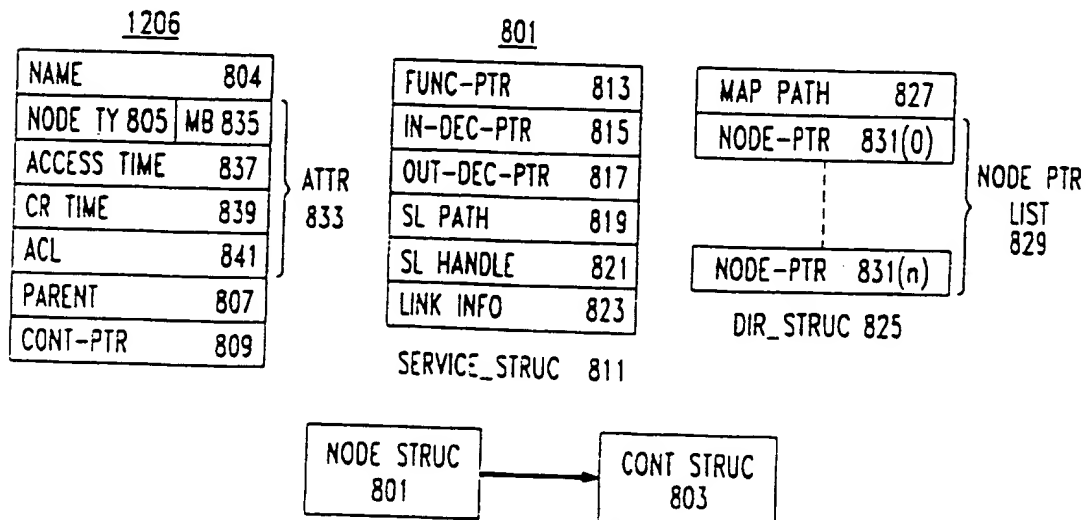 1206
NAME 804
NODE TY 805 MB 835
ACCESS TIME 837
CR TIME 839
ACL 841
PARENT 807
CONT-PTR 809
ATTR
833
801
FUNC-PTR 813
IN-DEC-PTR 815
OUT-DEC-PTR 817
SL PATH 819
SL HANDLE 821
LINK INFO 823
SERVICE_STRUC 811
MAP PATH 827
NODE-PTR 831(0)
NODE-PTR 831(n)
DIR_STRUC 825
NODE PTR
LIST
829
NODE STRUC
801
CONT STRUC
803